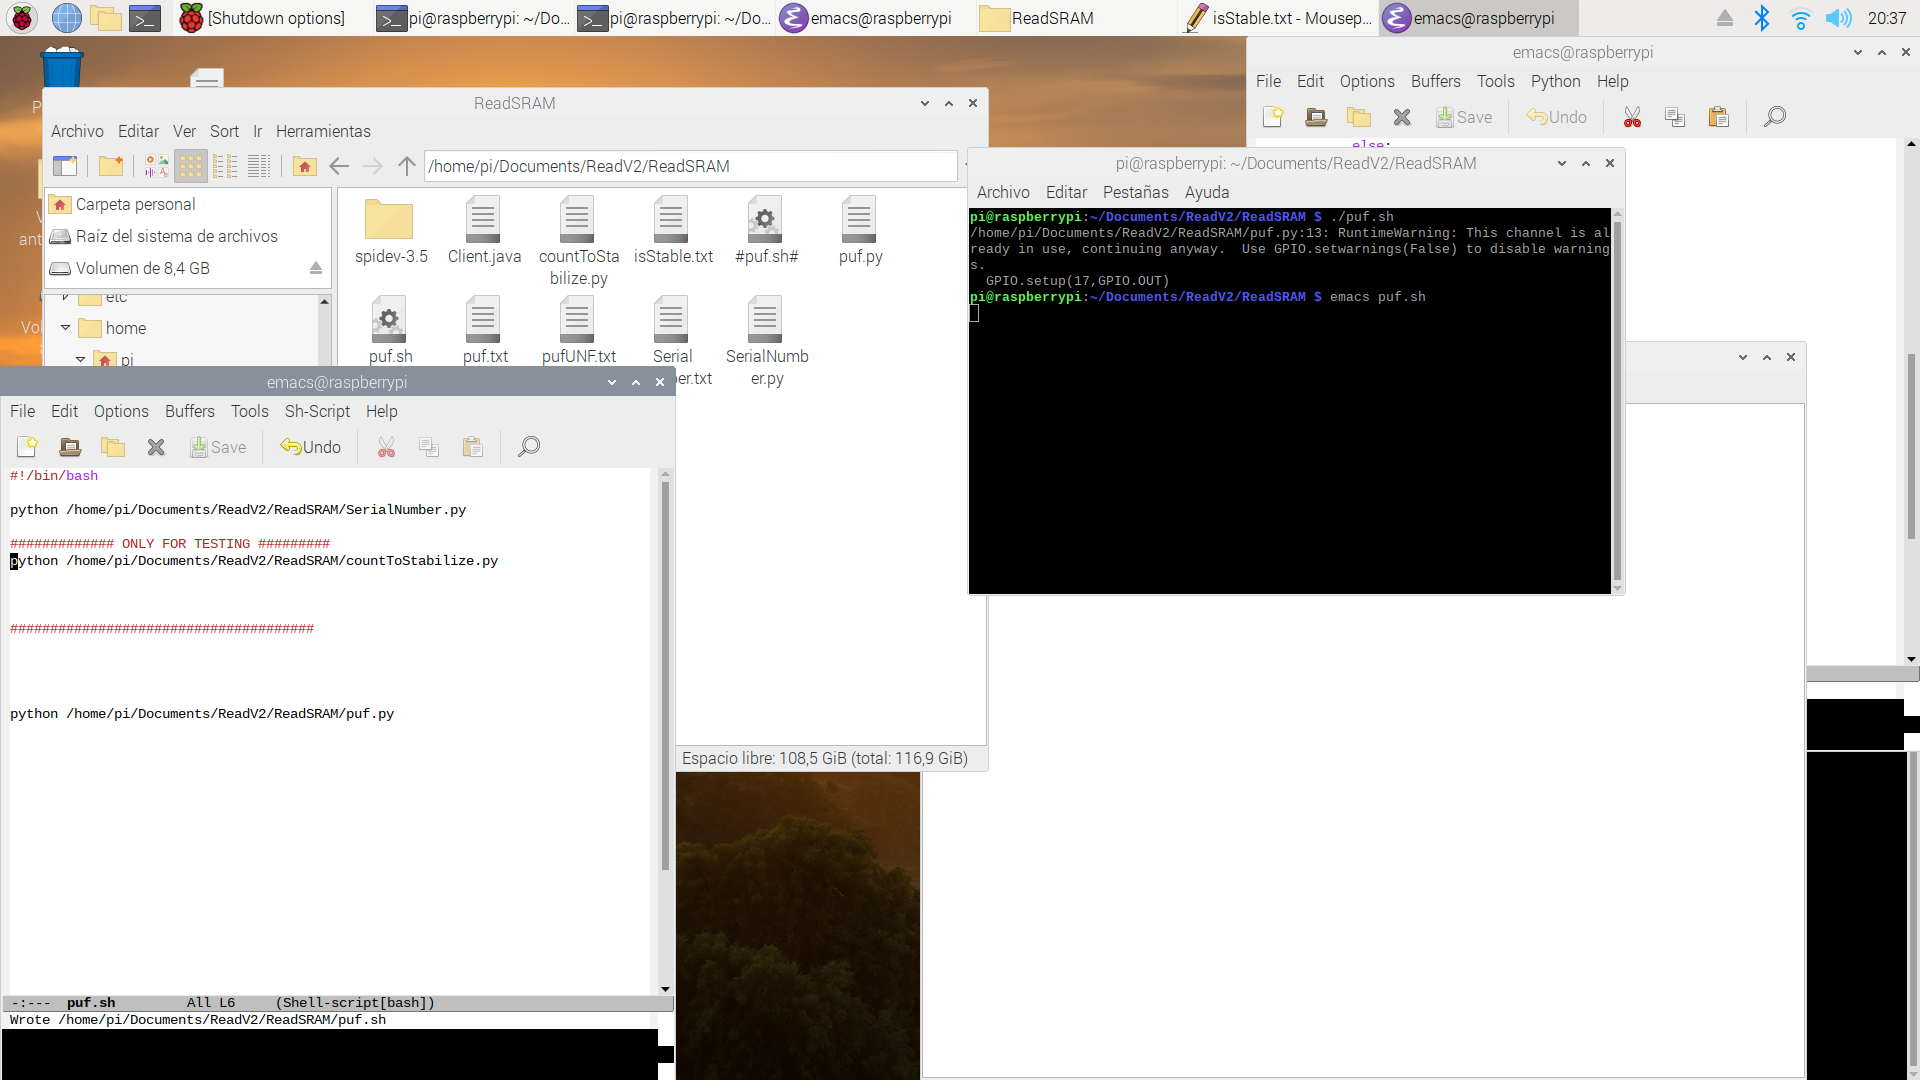 [Shutdown options]
pi@raspberrypi: ~/Do...
pi@raspberrypi: ~/Do...
emacs@raspberrypi
ReadSRAM
isStable.txt - Mousep...
emacs@raspberrypi
20:37
emacs@raspberrypi
File Edit Options Buffers Tools Python Help
Save
Undo
else:
ReadSRAM
Archivo Editar Ver Sort Ir Herramientas
/home/pi/Documents/ReadV2/ReadSRAM
Carpeta personal
Raíz del sistema de archivos
Volumen de 8,4 GB
etc
home
pi
spidev-3.5
Client.java
countToSta
bilize.py
isStable.txt
#puf.sh#
puf.py
puf.sh
puf.txt
pufUNF.txt
Serial
er.txt
SerialNumb
er.py
Espacio libre: 108,5 GiB (total: 116,9 GiB)
pi@raspberrypi: ~/Documents/ReadV2/ReadSRAM
Archivo Editar Pestañas Ayuda
pi@raspberrypi:~/Documents/ReadV2/ReadSRAM $ ./puf.sh
/home/pi/Documents/ReadV2/ReadSRAM/puf.py:13: RuntimeWarning: This channel is al
ready in use, continuing anyway.  Use GPIO.setwarnings(False) to disable warning
s.
  GPIO.setup(17,GPIO.OUT)
pi@raspberrypi:~/Documents/ReadV2/ReadSRAM $ emacs puf.sh
emacs@raspberrypi
File Edit Options Buffers Tools Sh-Script Help
Save
Undo
#!/bin/bash
python /home/pi/Documents/ReadV2/ReadSRAM/SerialNumber.py
############# ONLY FOR TESTING #########
python /home/pi/Documents/ReadV2/ReadSRAM/countToStabilize.py
######################################
python /home/pi/Documents/ReadV2/ReadSRAM/puf.py
-:---  puf.sh         All L6     (Shell-script[bash])
Wrote /home/pi/Documents/ReadV2/ReadSRAM/puf.sh